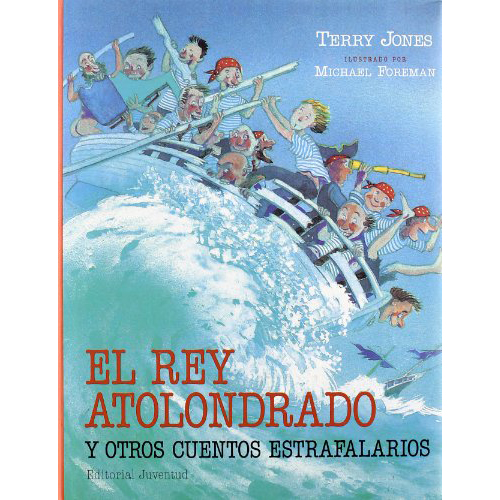 TERRY JONES
ILUSTRADO POR
MICHAEL FOREMAN
EL REY
ATOLONDRADO
Y OTROS CUENTOS ESTRAFALARIOS
Editorial Juventud